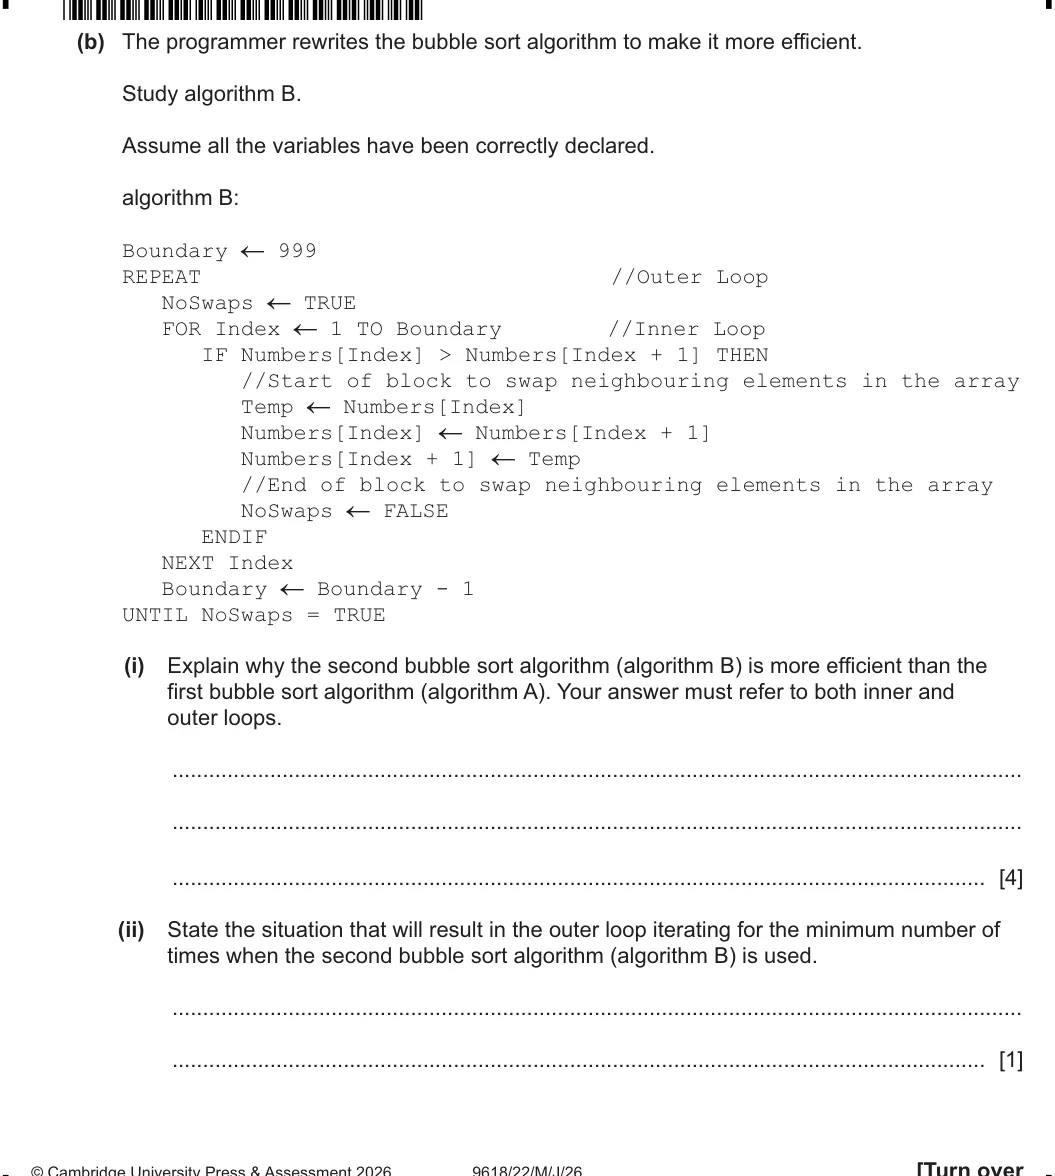 (b) The programmer rewrites the bubble sort algorithm to make it more efficient.
Study algorithm B.
Assume all the variables have been correctly declared.
algorithm B:
Boundary ← 999
REPEAT //Outer Loop
NoSwaps ← TRUE
FOR Index ← 1 TO Boundary //Inner Loop
IF Numbers[Index] > Numbers[Index + 1] THEN
//Start of block to swap neighbouring elements in the array
Temp ← Numbers[Index]
Numbers[Index] ← Numbers[Index + 1]
Numbers[Index + 1] ← Temp
//End of block to swap neighbouring elements in the array
NoSwaps ← FALSE
ENDIF
NEXT Index
Boundary ← Boundary - 1
UNTIL NoSwaps = TRUE
(i) Explain why the second bubble sort algorithm (algorithm B) is more efficient than the
first bubble sort algorithm (algorithm A). Your answer must refer to both inner and
outer loops.
[4]
(ii) State the situation that will result in the outer loop iterating for the minimum number of
times when the second bubble sort algorithm (algorithm B) is used.
[1]
© Cambridge University Press & Assessment 2026 9618/22/M/J/26 [Turn over